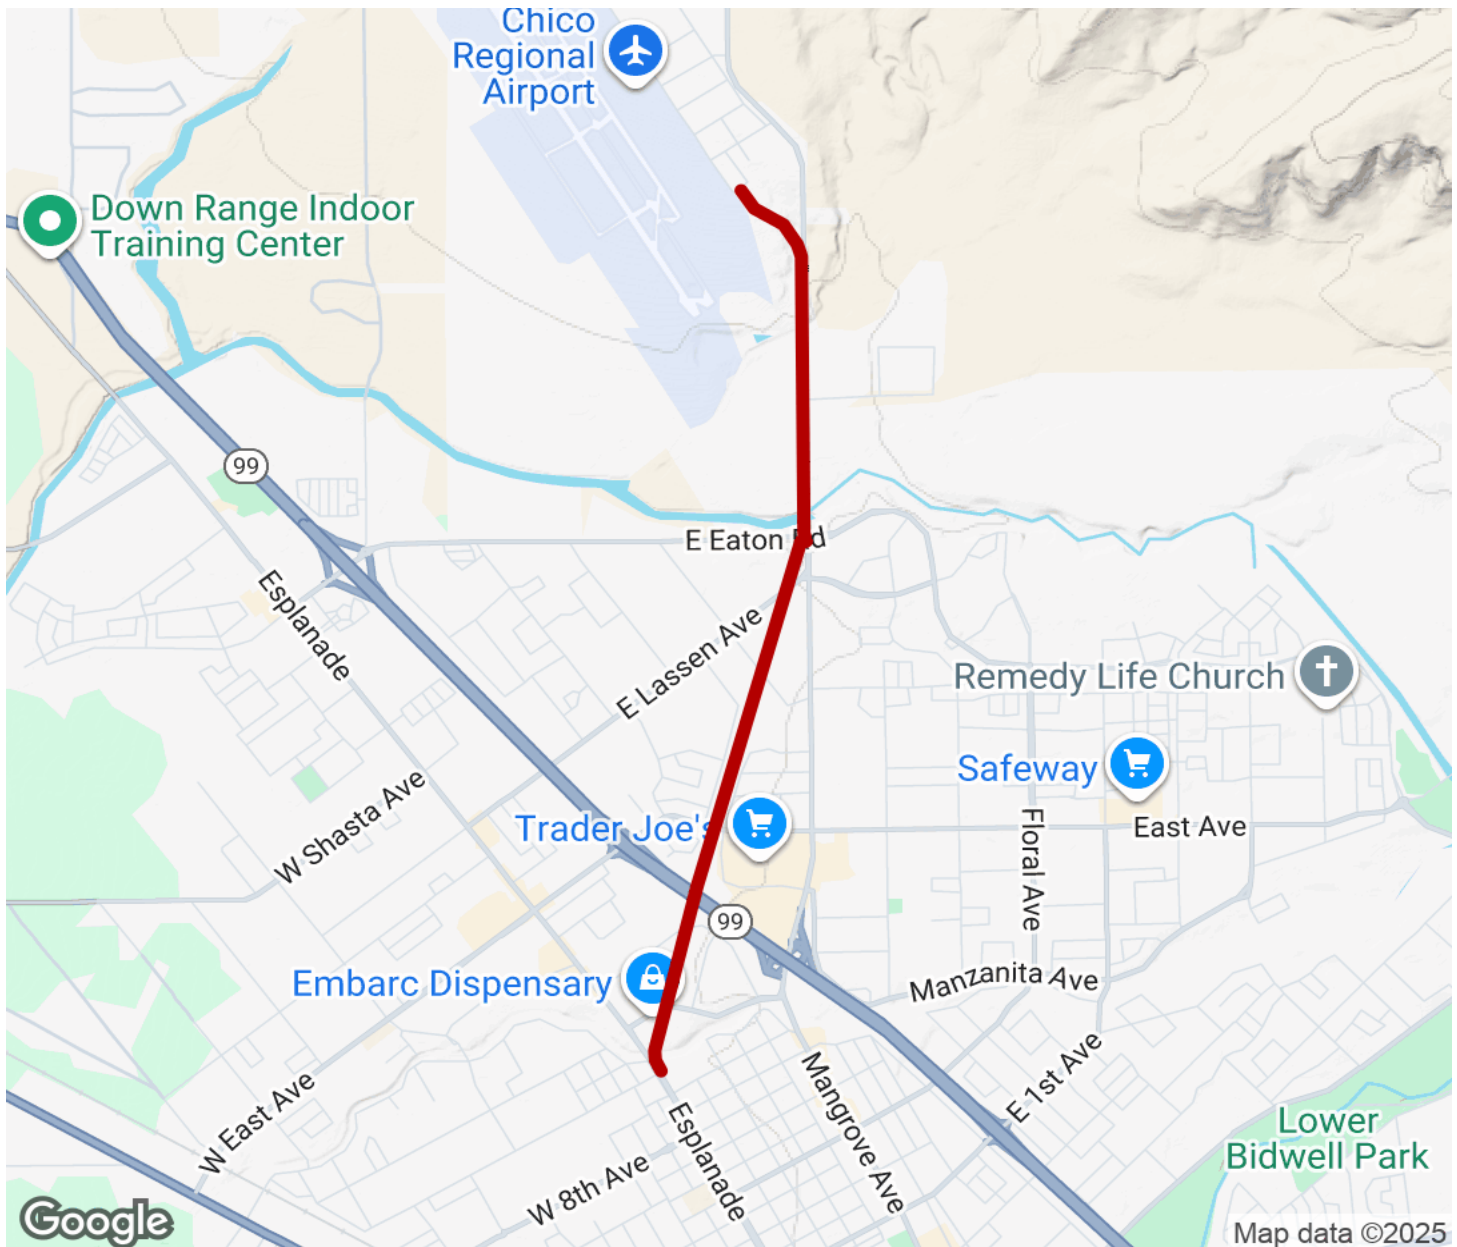 Chico
Regional
Airport
Down Range Indoor
Training Center
99
E Eaton Rd
Esplanade
E Lassen Ave
Remedy Life Church
Safeway
W Shasta Ave
Trader Joe's
East Ave
Floral Ave
99
Embarc Dispensary
Manzanita Ave
E 1st Ave
Mangrove Ave
W East Ave
Esplanade
Lower
Bidwell Park
W 8th Ave
Google
Map data ©2025